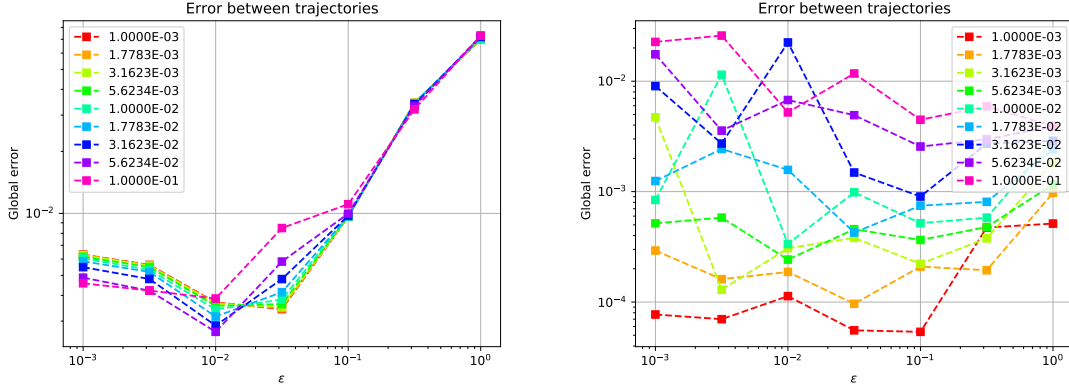 Error between trajectories
1.0000E-03
1.7783E-03
3.1623E-03
5.6234E-03
1.0000E-02
1.7783E-02
3.1623E-02
5.6234E-02
1.0000E-01
Global error
10⁻²
10⁻³ 10⁻² 10⁻¹ 10⁰
ε
Error between trajectories
1.0000E-03
1.7783E-03
3.1623E-03
5.6234E-03
1.0000E-02
1.7783E-02
3.1623E-02
5.6234E-02
1.0000E-01
Global error
10⁻²
10⁻³
10⁻⁴
10⁻³ 10⁻² 10⁻¹ 10⁰
ε